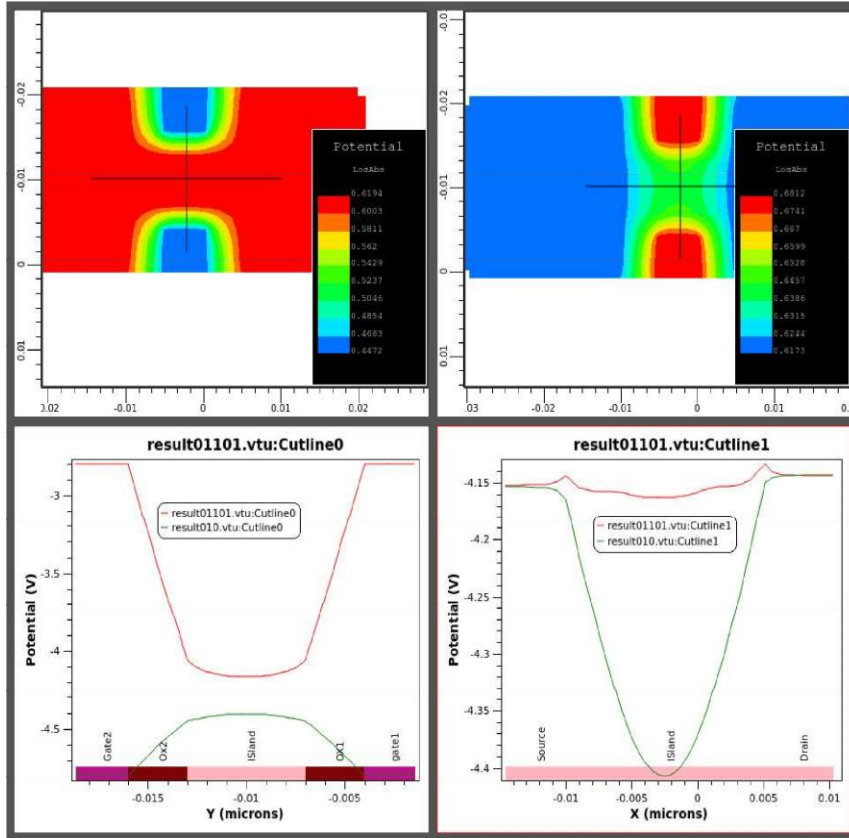 -0.02
-0.01
0
0.01
0.02
-0.01
0
0.01
0.02
Potential
LogAbs
0.6194
0.6003
0.5811
0.562
0.5429
0.5237
0.5046
0.4854
0.4663
0.4472
-0.03
-0.02
-0.01
0
0.01
.03
-0.02
-0.01
0
0.01
0.02
Potential
LogAbs
0.6812
0.6741
0.667
0.6599
0.6528
0.6457
0.6386
0.6315
0.6244
0.6173
result01101.vtu:Cutline0
Potential (V)
-3
-3.5
-4
-4.5
result01101.vtu:Cutline0
result010.vtu:Cutline0
Gate2
Ox2
ISland
OX1
gate1
-0.015
-0.01
-0.005
Y (microns)
result01101.vtu:Cutline1
Potential (V)
-4.15
-4.2
-4.25
-4.3
-4.35
-4.4
result01101.vtu:Cutline1
result010.vtu:Cutline1
Source
ISland
Drain
-0.01
-0.005
0
0.005
0.01
X (microns)